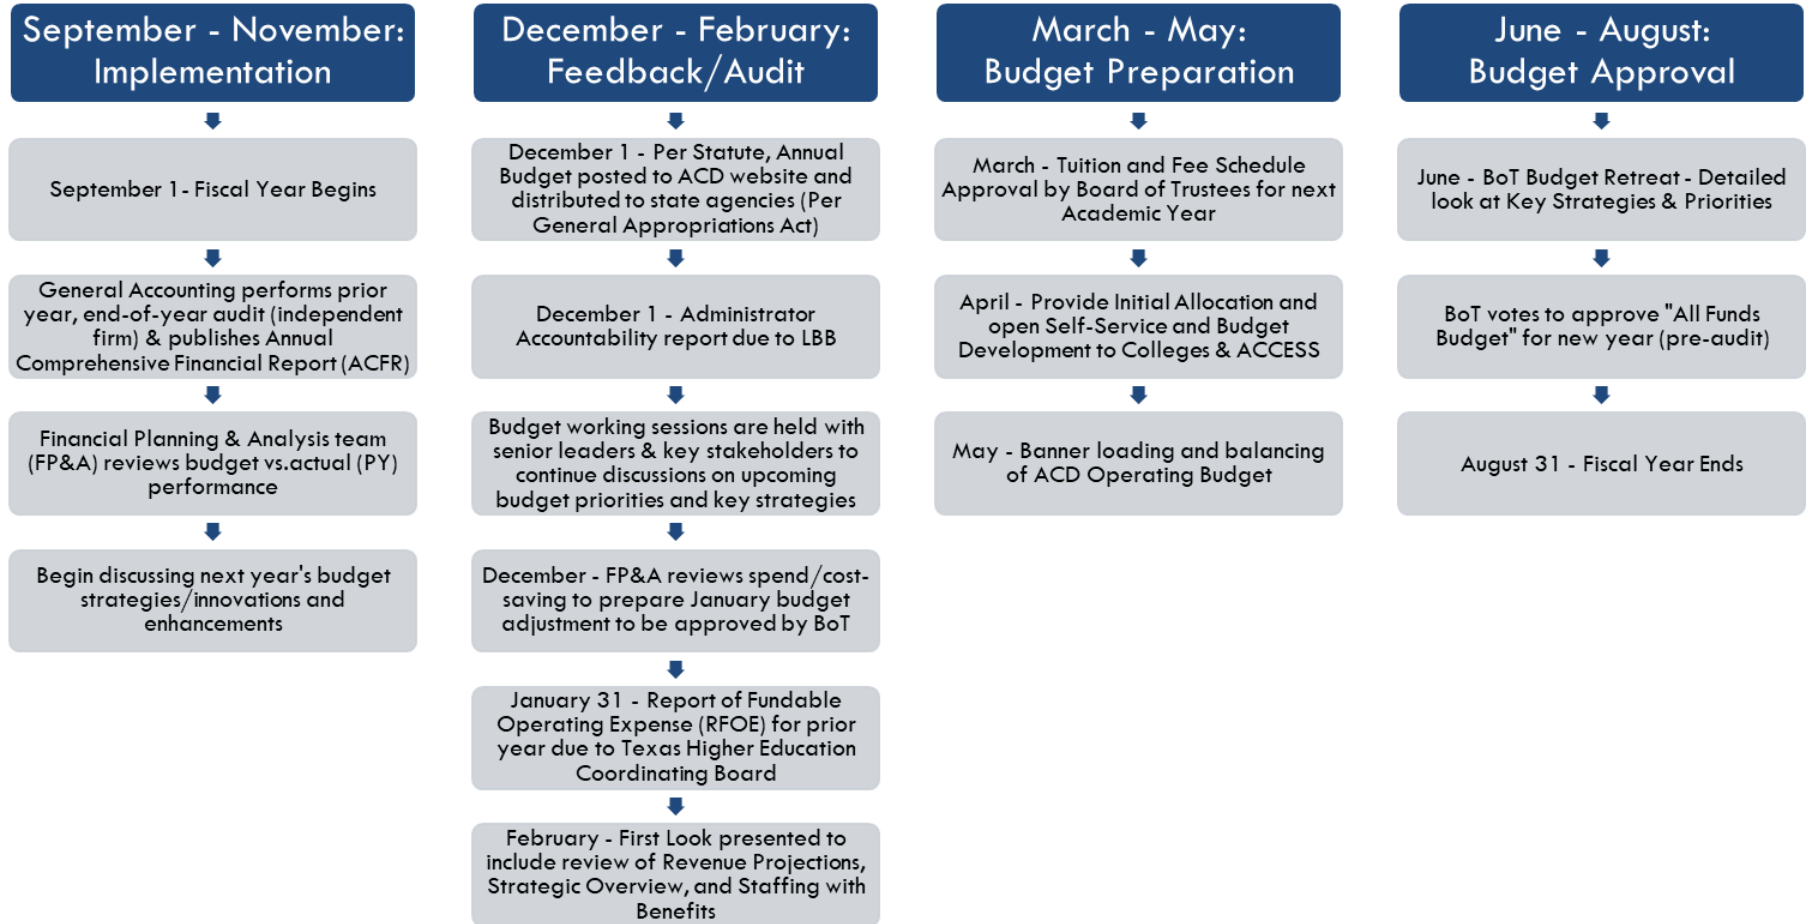 September - November:
Implementation
September 1- Fiscal Year Begins
General Accounting performs prior
year, end-of-year audit (independent
firm) & publishes Annual
Comprehensive Financial Report (ACFR)
Financial Planning & Analysis team
(FP&A) reviews budget vs.actual (PY)
performance
Begin discussing next year's budget
strategies/innovations and
enhancements
December - February:
Feedback/Audit
December 1 - Per Statute, Annual
Budget posted to ACD website and
distributed to state agencies (Per
General Appropriations Act)
December 1 - Administrator
Accountability report due to LBB
Budget working sessions are held with
senior leaders & key stakeholders to
continue discussions on upcoming
budget priorities and key strategies
December - FP&A reviews spend/cost-
saving to prepare January budget
adjustment to be approved by BoT
January 31 - Report of Fundable
Operating Expense (RFOE) for prior
year due to Texas Higher Education
Coordinating Board
February - First Look presented to
include review of Revenue Projections,
Strategic Overview, and Staffing with
Benefits
March - May:
Budget Preparation
March - Tuition and Fee Schedule
Approval by Board of Trustees for next
Academic Year
April - Provide Initial Allocation and
open Self-Service and Budget
Development to Colleges & ACCESS
May - Banner loading and balancing
of ACD Operating Budget
June - August:
Budget Approval
June - BoT Budget Retreat - Detailed
look at Key Strategies & Priorities
BoT votes to approve "All Funds
Budget" for new year (pre-audit)
August 31 - Fiscal Year Ends